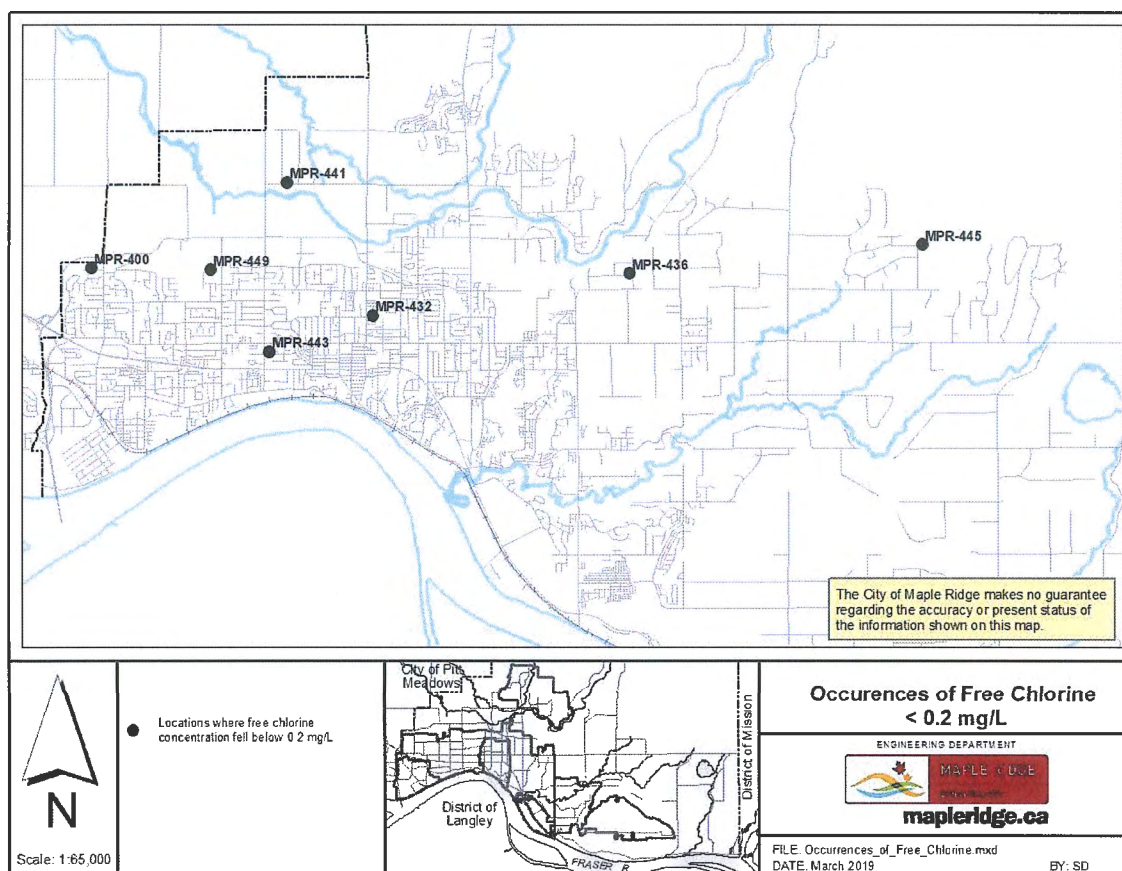 MPR-441
MPR-445
MPR-400
MPR-449
MPR-436
MPR-432
MPR-443
The City of Maple Ridge makes no guarantee
regarding the accuracy or present status of
the information shown on this map.
N
Scale: 1:65,000
Locations where free chlorine
concentration fell below 0.2 mg/L
City of Pitt
Meadows
District of Mission
District of
Langley
FRASER R
Occurences of Free Chlorine
< 0.2 mg/L
ENGINEERING DEPARTMENT
MAPLE RIDGE
mapleridge.ca
FILE: Occurrences_of_Free_Chlorine.mxd
DATE: March 2019
BY: SD